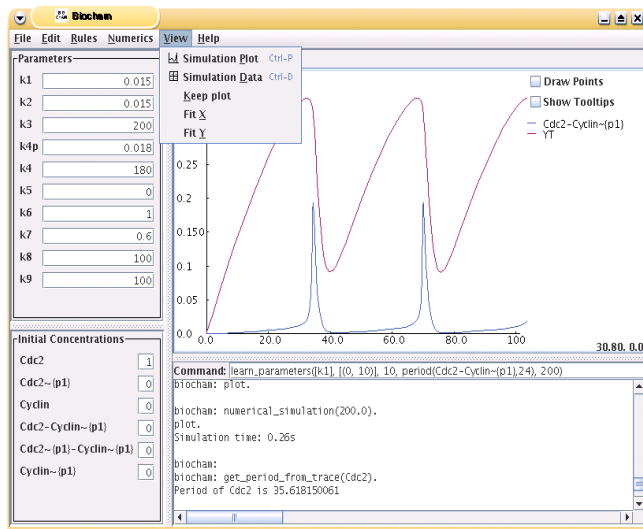 Biocham
File Edit Rules Numerics View Help
Simulation Plot Ctrl-P
Simulation Data Ctrl-D
Keep plot
Fit X
Fit Y
Parameters
k1 0.015
k2 0.015
k3 200
k4p 0.018
k4 180
k5 0
k6 1
k7 0.6
k8 100
k9 100
Draw Points
Show Tooltips
Cdc2-Cyclin~{p1}
YT
0.25
0.2
0.15
0.1
0.05
0
0.0 20.0 40.0 60.0 80.0 100
30.80. 0.0
Initial Concentrations
Cdc2 1
Cdc2~{p1} 0
Cyclin 0
Cdc2-Cyclin~{p1} 0
Cdc2~{p1}-Cyclin~{p1} 0
Cyclin~{p1} 0
Command: learn_parameters([k1], [(0, 10)], 10, period(Cdc2-Cyclin~{p1},24), 200)
biocham: plot.
biocham: numerical_simulation(200.0).
plot.
Simulation time: 0.26s
biocham:
biocham: get_period_from_trace(Cdc2).
Period of Cdc2 is 35.618150061